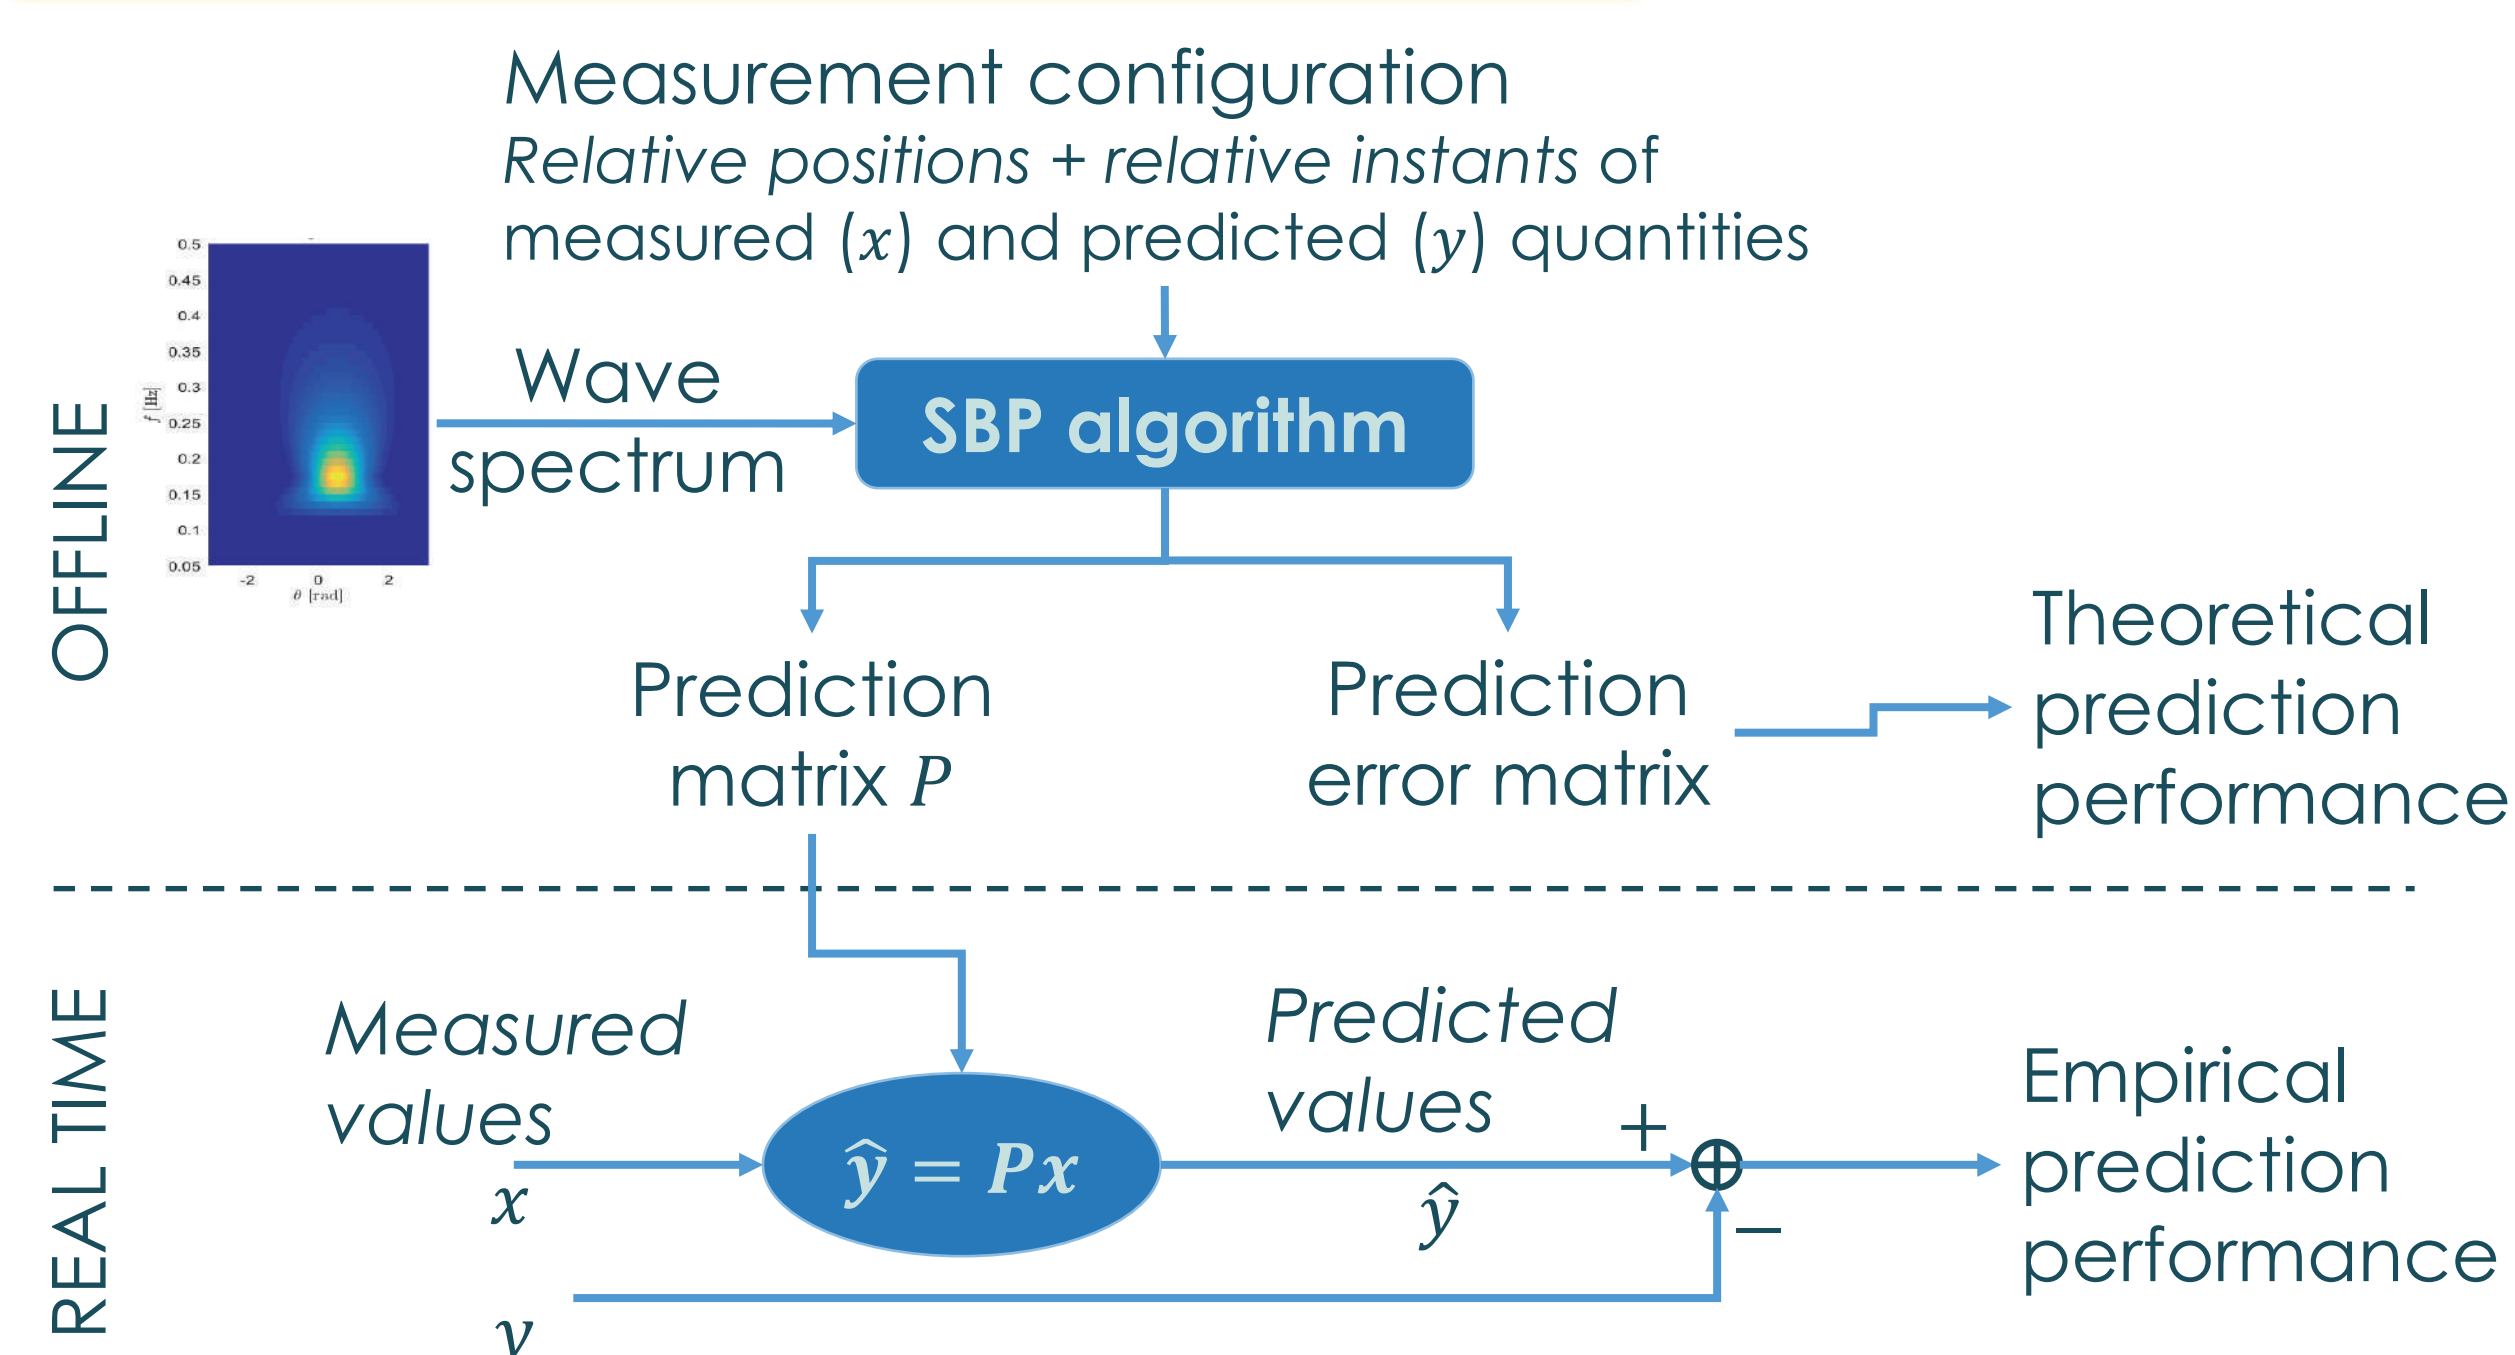 Measurement configuration
Relative positions + relative instants of
measured (x) and predicted (y) quantities
OFFLINE
0.5
0.45
0.4
0.35
0.3
0.25
0.2
0.15
0.1
0.05
f [Hz]
-2 0 2
θ [rad]
Wave
spectrum
SBP algorithm
Prediction
matrix P
Prediction
error matrix
Theoretical
prediction
performance
REAL TIME
Measured
values
x
ŷ = Px
Predicted
values
ŷ
+
−
y
Empirical
prediction
performance